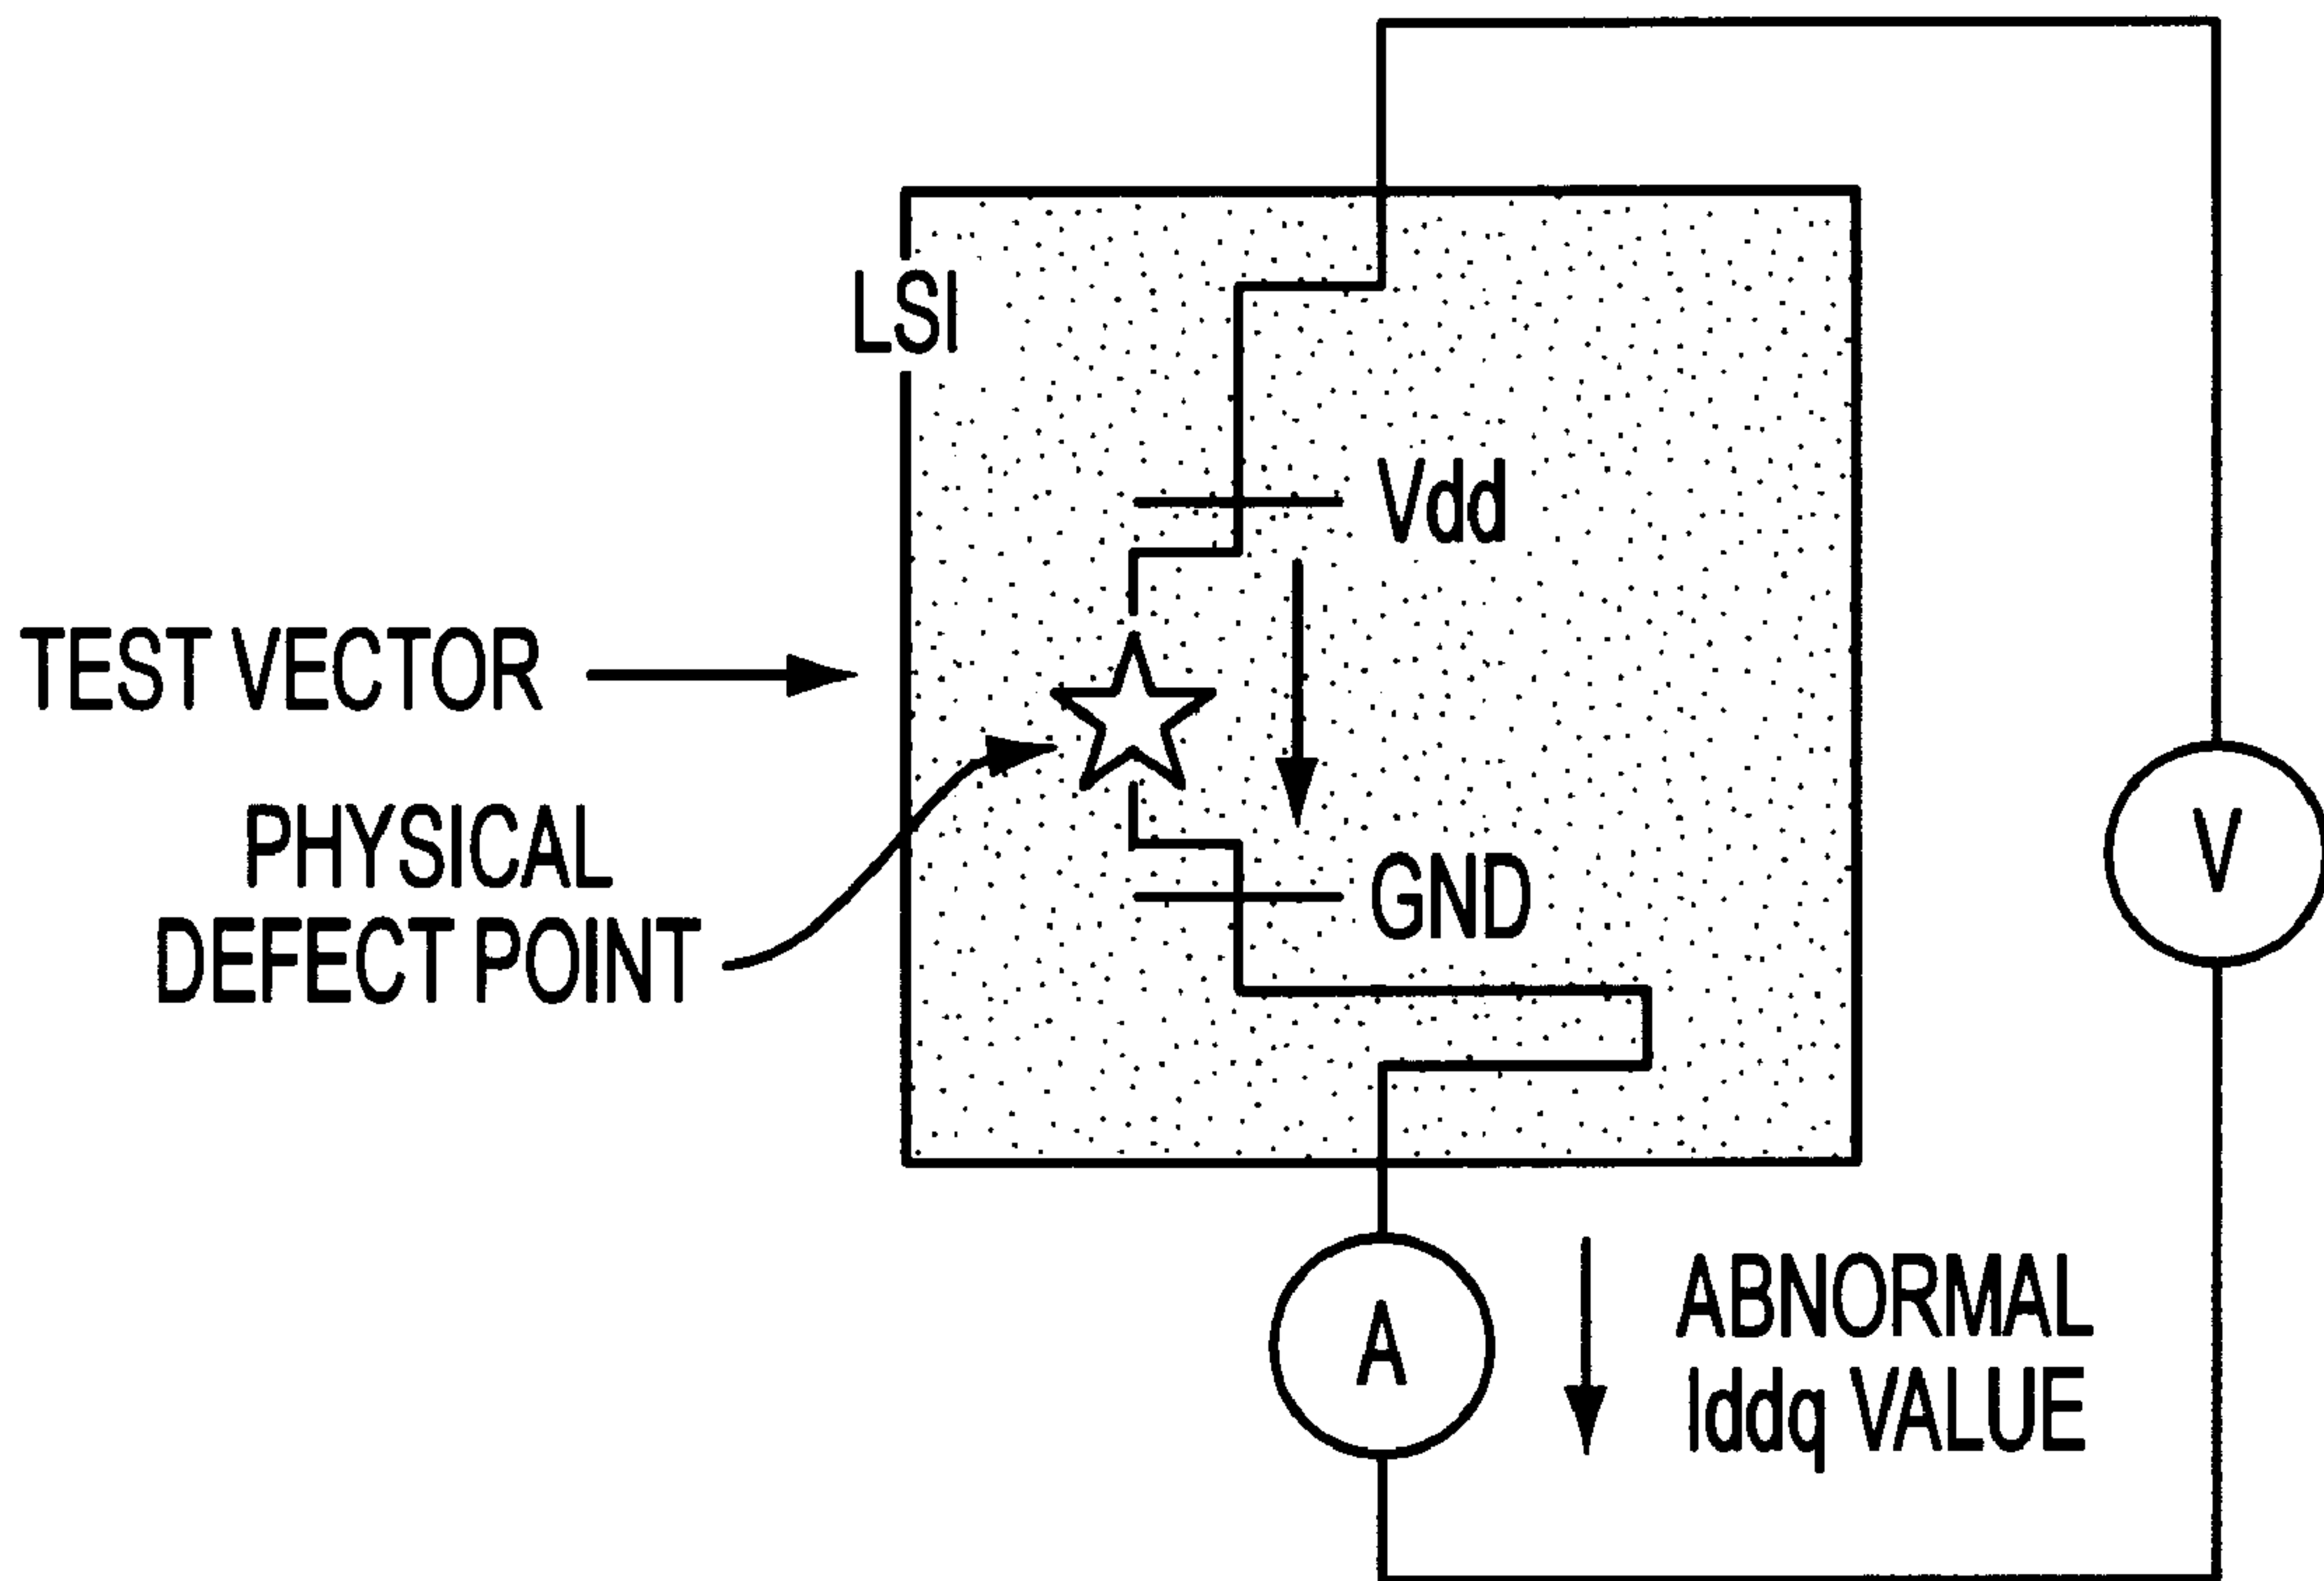 LSI
Vdd
TEST VECTOR
PHYSICAL
DEFECT POINT
GND
V
A
ABNORMAL
Iddq VALUE